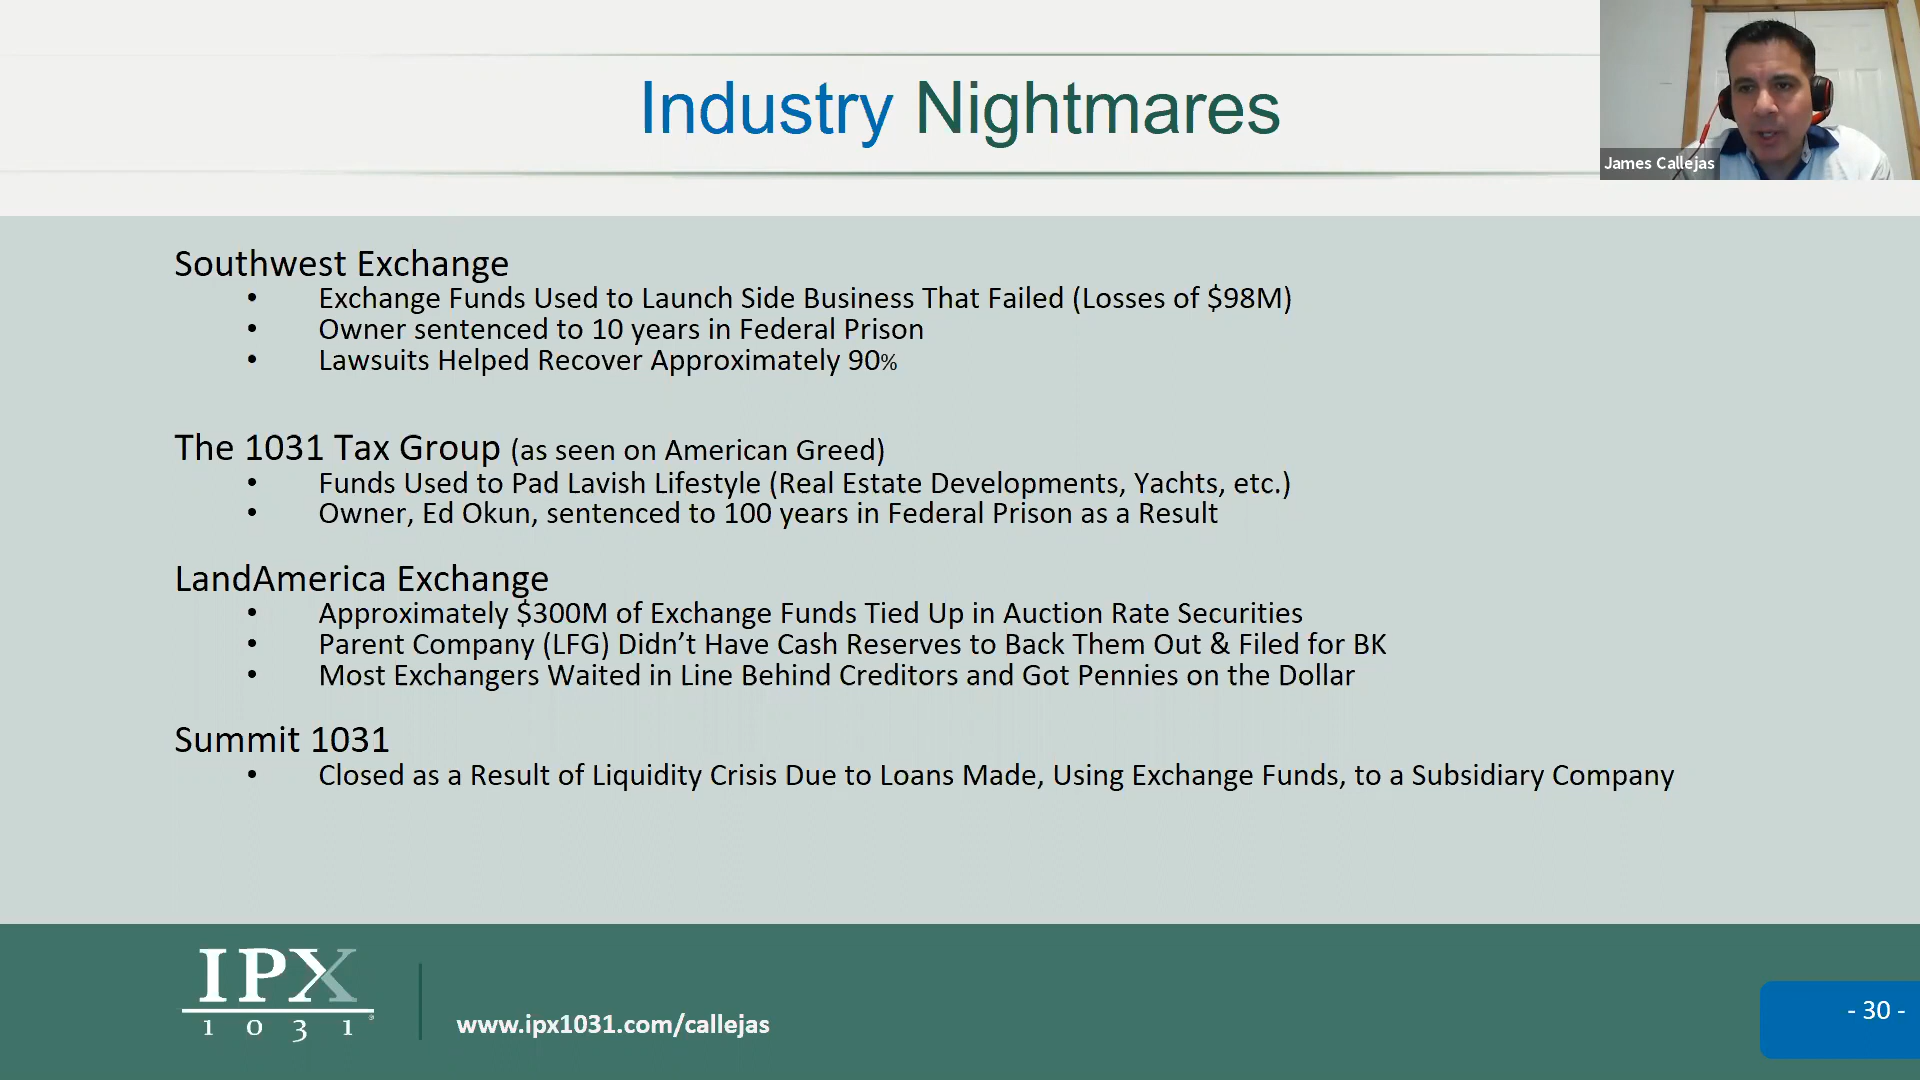 Industry Nightmares
James Callejas
Southwest Exchange
• Exchange Funds Used to Launch Side Business That Failed (Losses of $98M)
• Owner sentenced to 10 years in Federal Prison
• Lawsuits Helped Recover Approximately 90%
The 1031 Tax Group (as seen on American Greed)
• Funds Used to Pad Lavish Lifestyle (Real Estate Developments, Yachts, etc.)
• Owner, Ed Okun, sentenced to 100 years in Federal Prison as a Result
LandAmerica Exchange
• Approximately $300M of Exchange Funds Tied Up in Auction Rate Securities
• Parent Company (LFG) Didn’t Have Cash Reserves to Back Them Out & Filed for BK
• Most Exchangers Waited in Line Behind Creditors and Got Pennies on the Dollar
Summit 1031
• Closed as a Result of Liquidity Crisis Due to Loans Made, Using Exchange Funds, to a Subsidiary Company
IPX
1031®
www.ipx1031.com/callejas
- 30 -